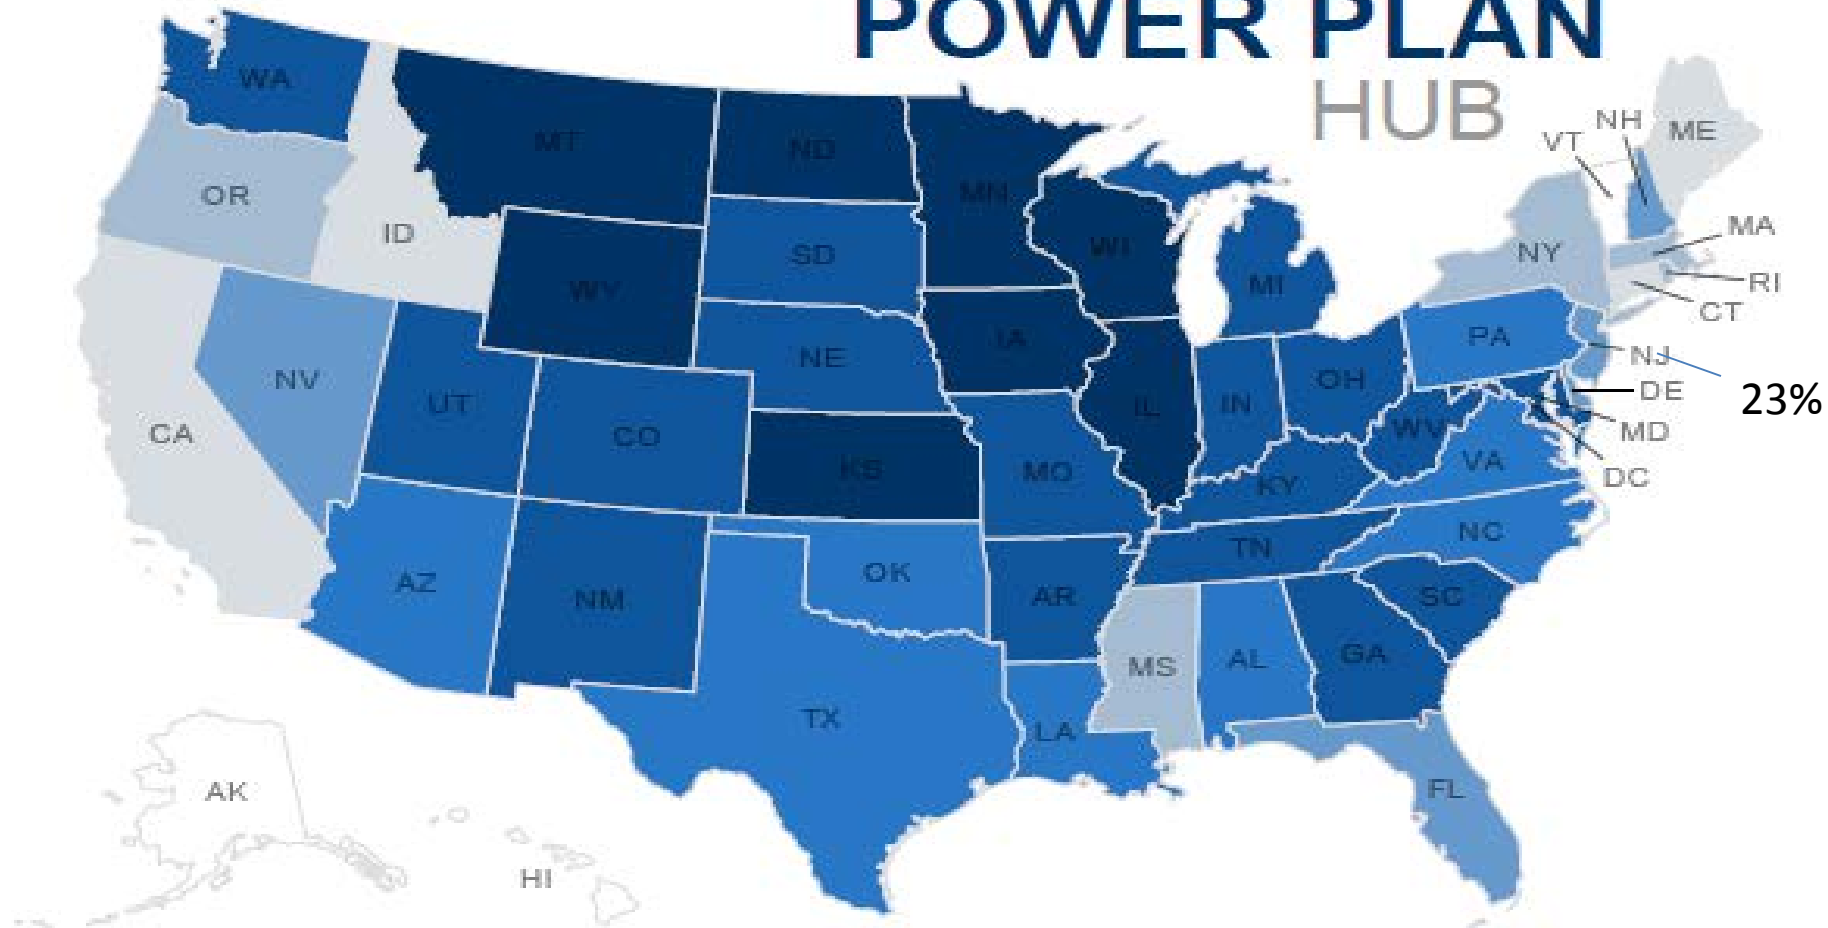 POWER PLAN
HUB
WA
MT
ND
MN
VT
NH
ME
OR
ID
SD
WI
MI
NY
MA
RI
CT
WY
NE
IA
PA
NJ
DE
23%
NV
UT
CO
IL
IN
OH
WV
MD
CA
KS
MO
KY
VA
DC
AZ
NM
OK
AR
TN
NC
SC
TX
LA
MS
AL
GA
FL
AK
HI